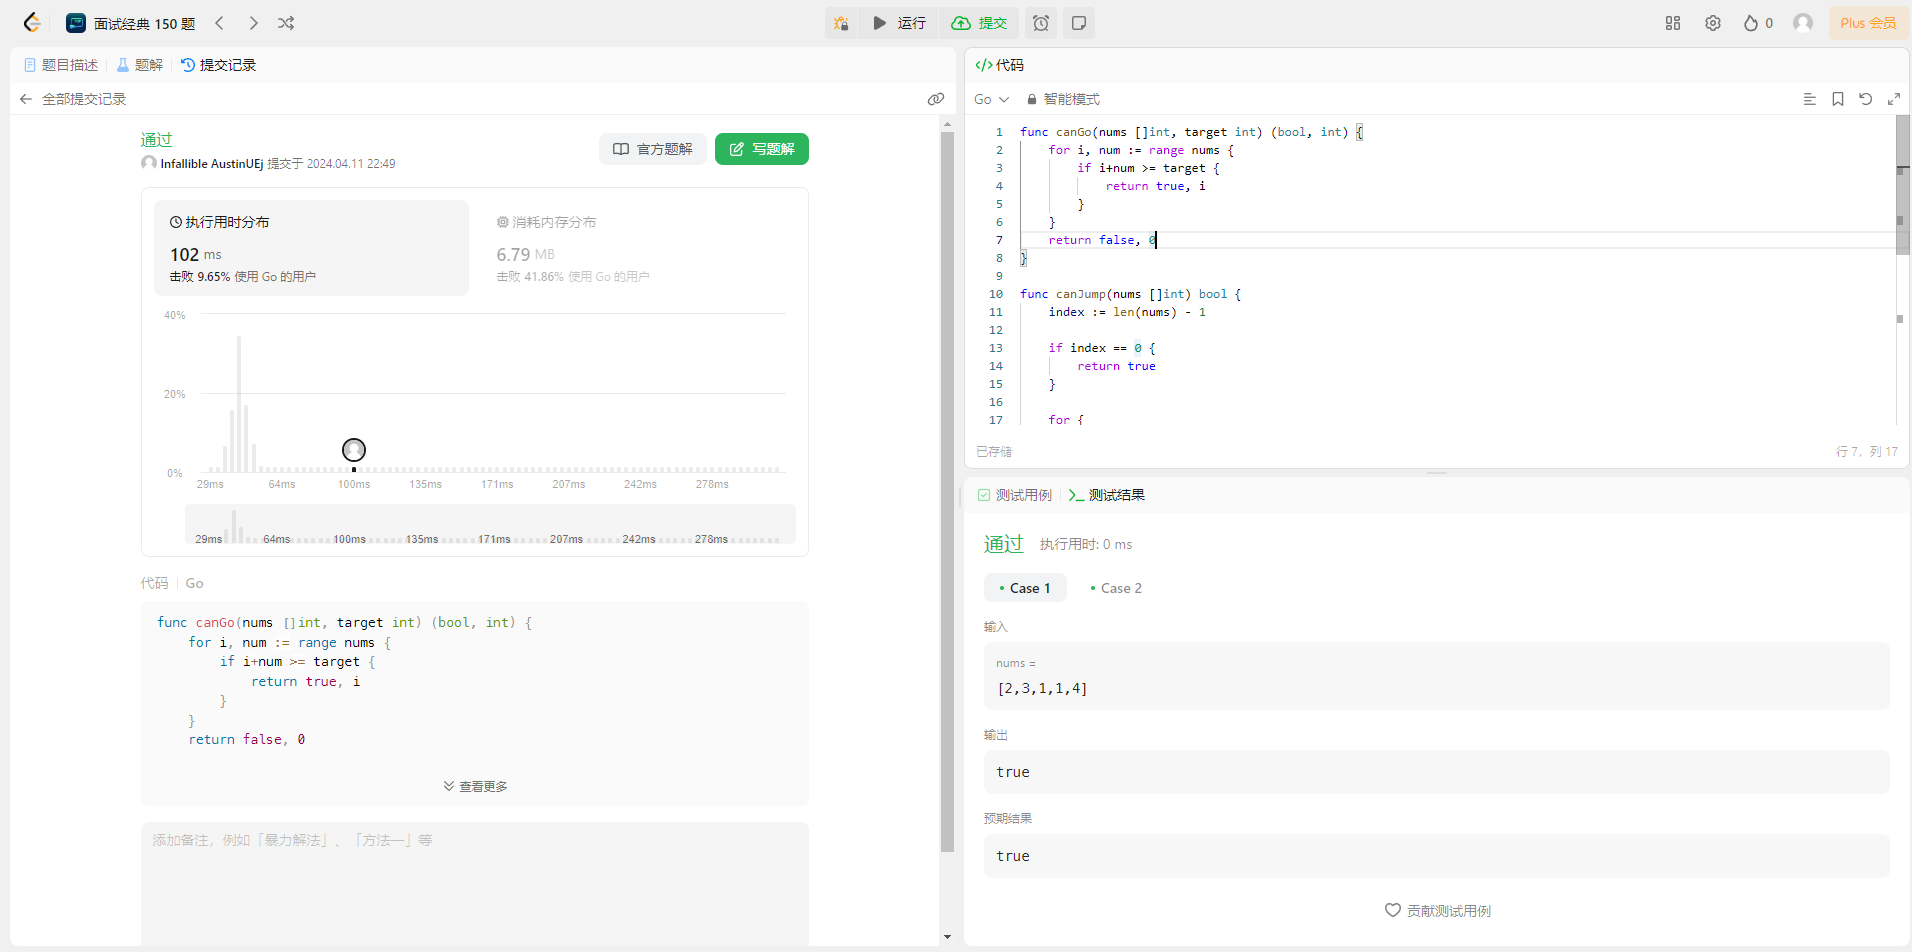 面试经典 150 题
运行
提交
0
Plus 会员
题目描述
题解
提交记录
全部提交记录
通过
Infallible AustinUEj 提交于 2024.04.11 22:49
官方题解
写题解
执行用时分布
102 ms
击败 9.65% 使用 Go 的用户
消耗内存分布
6.79 MB
击败 41.86% 使用 Go 的用户
40%
20%
0%
29ms 64ms 100ms 135ms 171ms 207ms 242ms 278ms
29ms 64ms 100ms 135ms 171ms 207ms 242ms 278ms
代码 Go
func canGo(nums []int, target int) (bool, int) {
    for i, num := range nums {
        if i+num >= target {
            return true, i
        }
    }
    return false, 0
查看更多
添加备注，例如「暴力解法」、「方法一」等
代码
Go
智能模式
1 func canGo(nums []int, target int) (bool, int) {
2     for i, num := range nums {
3         if i+num >= target {
4             return true, i
5         }
6     }
7     return false, 0
8 }
9
10 func canJump(nums []int) bool {
11     index := len(nums) - 1
12
13     if index == 0 {
14         return true
15     }
16
17     for {
已存储
行 7，列 17
测试用例
测试结果
通过 执行用时: 0 ms
Case 1 Case 2
输入
nums =
[2,3,1,1,4]
输出
true
预期结果
true
贡献测试用例